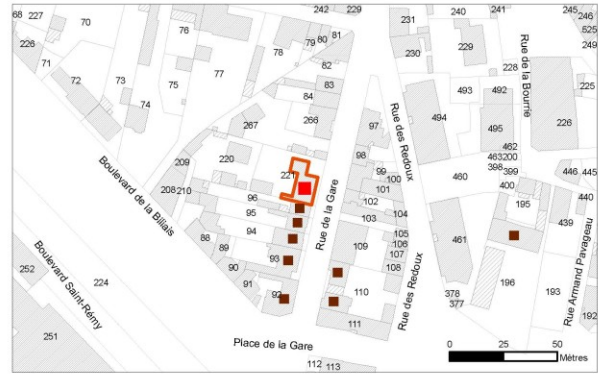 68 227 70 76 242 229 81 80 79 231 240 241 245 246
226 77 78 82 230 229 525
71 72 73 75 83 228 249
74 84 493 492 225
267 266 97 494 495 226
Rue de la Bourrie
209 220 221 98 99 100 462
463 200
398 399
208 210 101 460 400 446 445
96 102 195 440
95 103 104 439
Rue des Redoux
Rue de la Gare
Boulevard de la Biliais
88 94 105 461
89 93 109 106
90 107
91 92 108
110 196 193
252 224 378
377 192
251 111
Boulevard Saint-Rémy
Rue des Redoux
Rue Armand Pavageau
Place de la Gare
112 113
0 25 50
Métres